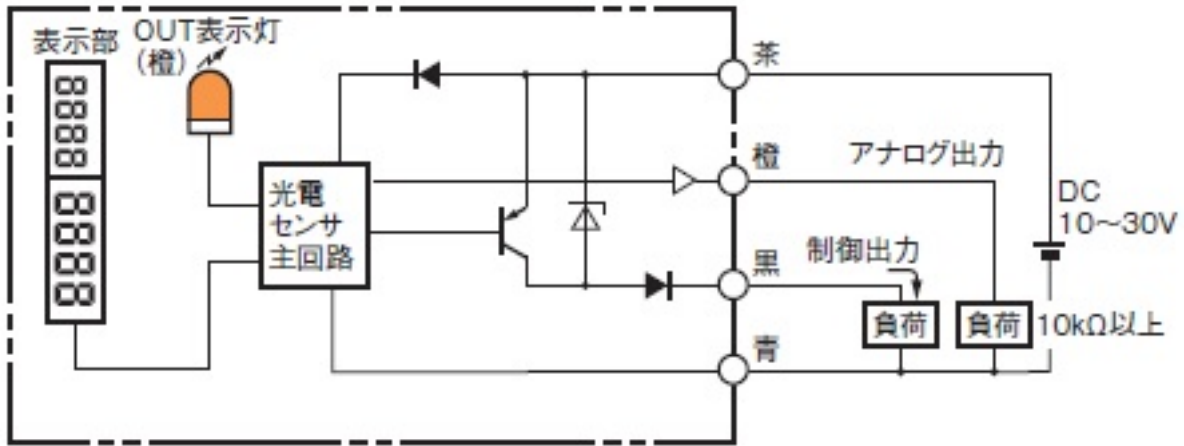 表示部
OUT表示灯
(橙)
8888
8888
光電
センサ
主回路
茶
橙
アナログ出力
DC
10～30V
黒
制御出力
負荷
負荷
10kΩ以上
青